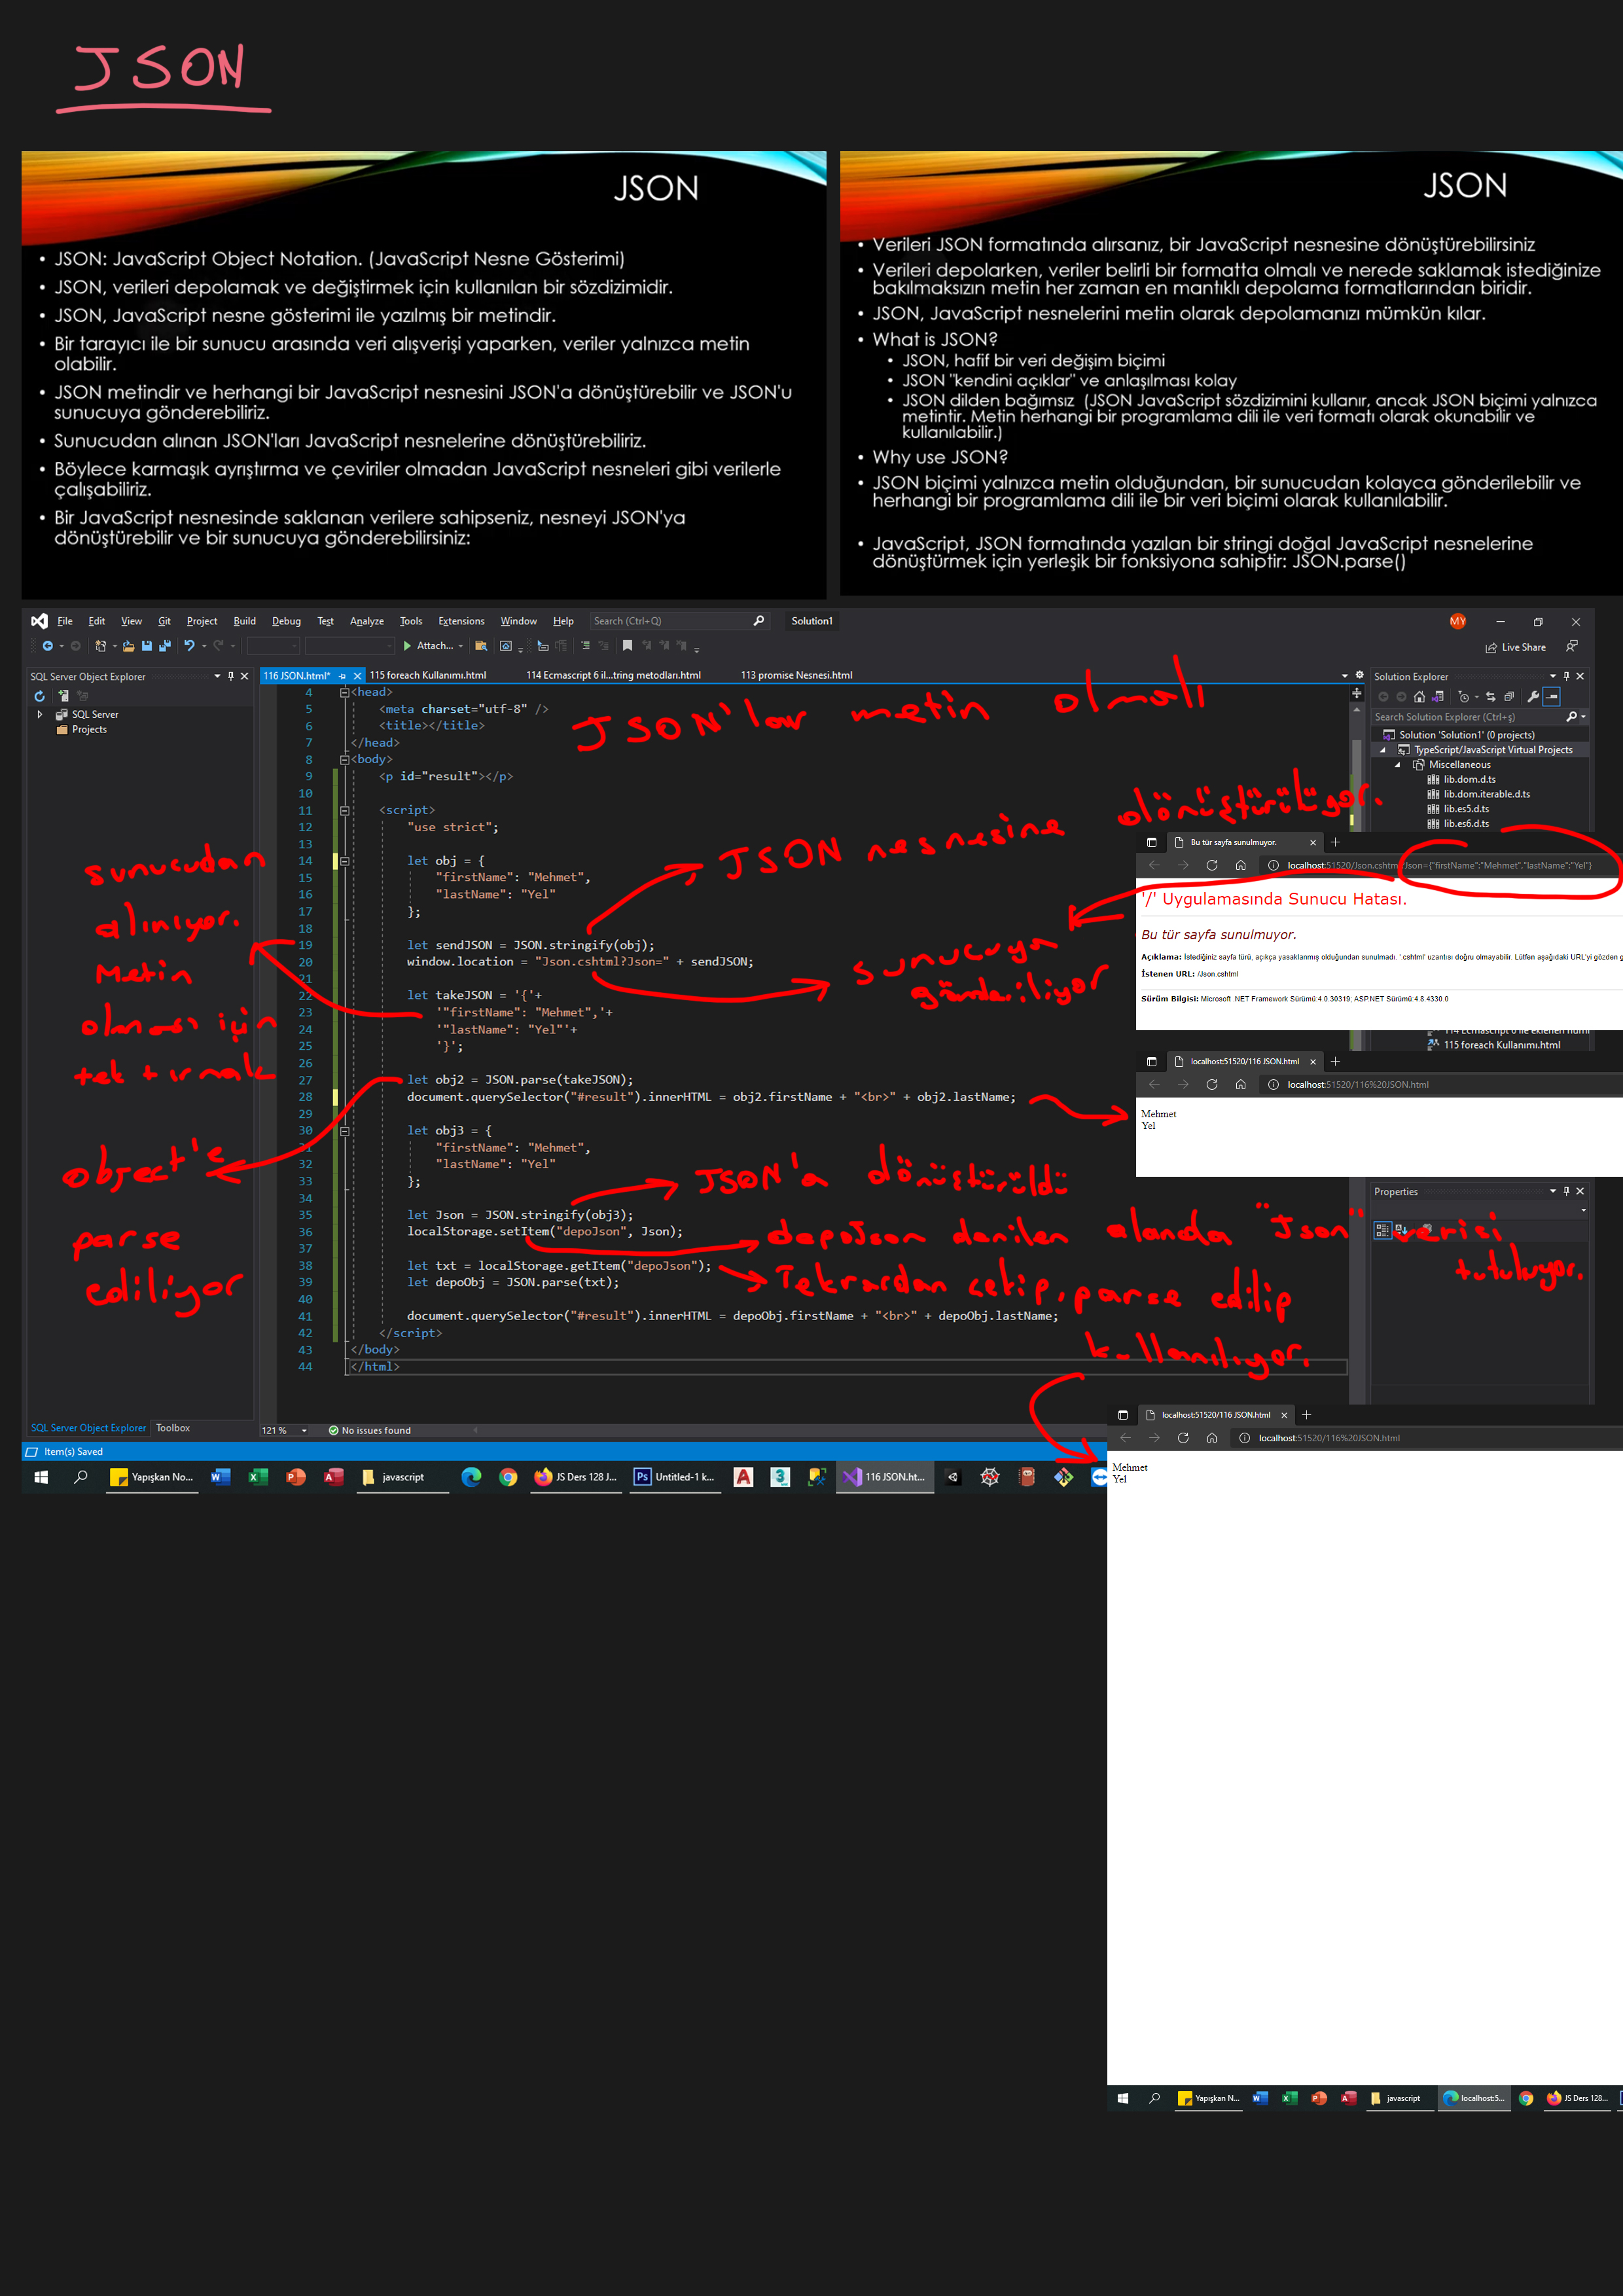 JSON
JSON
• JSON: JavaScript Object Notation. (JavaScript Nesne Gösterimi)
• JSON, verileri depolamak ve değiştirmek için kullanılan bir sözdizimidir.
• JSON, JavaScript nesne gösterimi ile yazılmış bir metindir.
• Bir tarayıcı ile bir sunucu arasında veri alışverişi yaparken, veriler yalnızca metin
olabilir.
• JSON metindir ve herhangi bir JavaScript nesnesini JSON'a dönüştürebilir ve JSON'u
sunucuya gönderebiliriz.
• Sunucudan alınan JSON'ları JavaScript nesnelerine dönüştürebiliriz.
• Böylece karmaşık ayrıştırma ve çeviriler olmadan JavaScript nesneleri gibi verilerle
çalışabiliriz.
• Bir JavaScript nesnesinde saklanan verilere sahipseniz, nesneyi JSON'ya
dönüştürebilir ve bir sunucuya gönderebilirsiniz:
JSON
• Verileri JSON formatında alırsanız, bir JavaScript nesnesine dönüştürebilirsiniz
• Verileri depolarken, veriler belirli bir formatta olmalı ve nerede saklamak istediğinize
bakılmaksızın metin her zaman en mantıklı depolama formatlarından biridir.
• JSON, JavaScript nesnelerini metin olarak depolamanızı mümkün kılar.
• What is JSON?
• JSON, hafif bir veri değişim biçimi
• JSON "kendini açıklar" ve anlaşılması kolay
• JSON dilden bağımsız (JSON JavaScript sözdizimini kullanır, ancak JSON biçimi yalnızca
metintir. Metin herhangi bir programlama dili ile veri formatı olarak okunabilir ve
kullanılabilir.)
• Why use JSON?
• JSON biçimi yalnızca metin olduğundan, bir sunucudan kolayca gönderilebilir ve
herhangi bir programlama dili ile bir veri biçimi olarak kullanılabilir.
• JavaScript, JSON formatında yazılan bir stringi doğal JavaScript nesnelerine
dönüştürmek için yerleşik bir fonksiyona sahiptir: JSON.parse()
File Edit View Git Project Build Debug Test Analyze Tools Extensions Window Help Search (Ctrl+Q) Solution1 MY
Attach... Live Share
SQL Server Object Explorer
SQL Server
Projects
116 JSON.html* 115 foreach Kullanımı.html 114 Ecmascript 6 il...tring metodları.html 113 promise Nesnesi.html
4 <head>
5 <meta charset="utf-8" />
6 <title></title>
7 </head>
8 <body>
9 <p id="result"></p>
10
11 <script>
12 "use strict";
13
14 let obj = {
15 "firstName": "Mehmet",
16 "lastName": "Yel"
17 };
18
19 let sendJSON = JSON.stringify(obj);
20 window.location = "Json.cshtml?Json=" + sendJSON;
21
22 let takeJSON = '{'+
23 '"firstName": "Mehmet",'+
24 '"lastName": "Yel"'+
25 '}';
26
27 let obj2 = JSON.parse(takeJSON);
28 document.querySelector("#result").innerHTML = obj2.firstName + "<br>" + obj2.lastName;
29
30 let obj3 = {
31 "firstName": "Mehmet",
32 "lastName": "Yel"
33 };
34
35 let Json = JSON.stringify(obj3);
36 localStorage.setItem("depoJson", Json);
37
38 let txt = localStorage.getItem("depoJson");
39 let depoObj = JSON.parse(txt);
40
41 document.querySelector("#result").innerHTML = depoObj.firstName + "<br>" + depoObj.lastName;
42 </script>
43 </body>
44 </html>
JSON'lar metin olmalı
JSON nesnesine dönüştürülüyor.
sunucuya
gönderiliyor
sunucudan
alınıyor.
Metin
olması için
tek tırnak
object'e
parse
ediliyor
JSON'a dönüştürüldü
depoJson denilen alanda "Json" verisi
tutuluyor.
Tekrardan çekip, parse edilip
kullanılıyor.
Solution Explorer
Search Solution Explorer (Ctrl+ş)
Solution 'Solution1' (0 projects)
TypeScript/JavaScript Virtual Projects
Miscellaneous
lib.dom.d.ts
lib.dom.iterable.d.ts
lib.es5.d.ts
lib.es6.d.ts
Bu tür sayfa sunulmuyor.
localhost:51520/Json.cshtml?Json={"firstName":"Mehmet","lastName":"Yel"}
'/' Uygulamasında Sunucu Hatası.
Bu tür sayfa sunulmuyor.
Açıklama: İstediğiniz sayfa türü, açıkça yasaklanmış olduğundan sunulmadı. '.cshtml' uzantısı doğru olmayabilir. Lütfen aşağıdaki URL'yi gözden
İstenen URL: /Json.cshtml
Sürüm Bilgisi: Microsoft .NET Framework Sürümü:4.0.30319; ASP.NET Sürümü:4.8.4330.0
114 Ecmascript 6 ile eklenen
115 foreach Kullanımı.html
localhost:51520/116 JSON.html
localhost:51520/116%20JSON.html
Mehmet
Yel
Properties
SQL Server Object Explorer Toolbox
121 % No issues found
Item(s) Saved
Yapışkan No... javascript JS Ders 128 J... Untitled-1 k... 116 JSON.ht...
localhost:51520/116 JSON.html
localhost:51520/116%20JSON.html
Mehmet
Yel
Yapışkan N... javascript localhost:5... JS Ders 128...